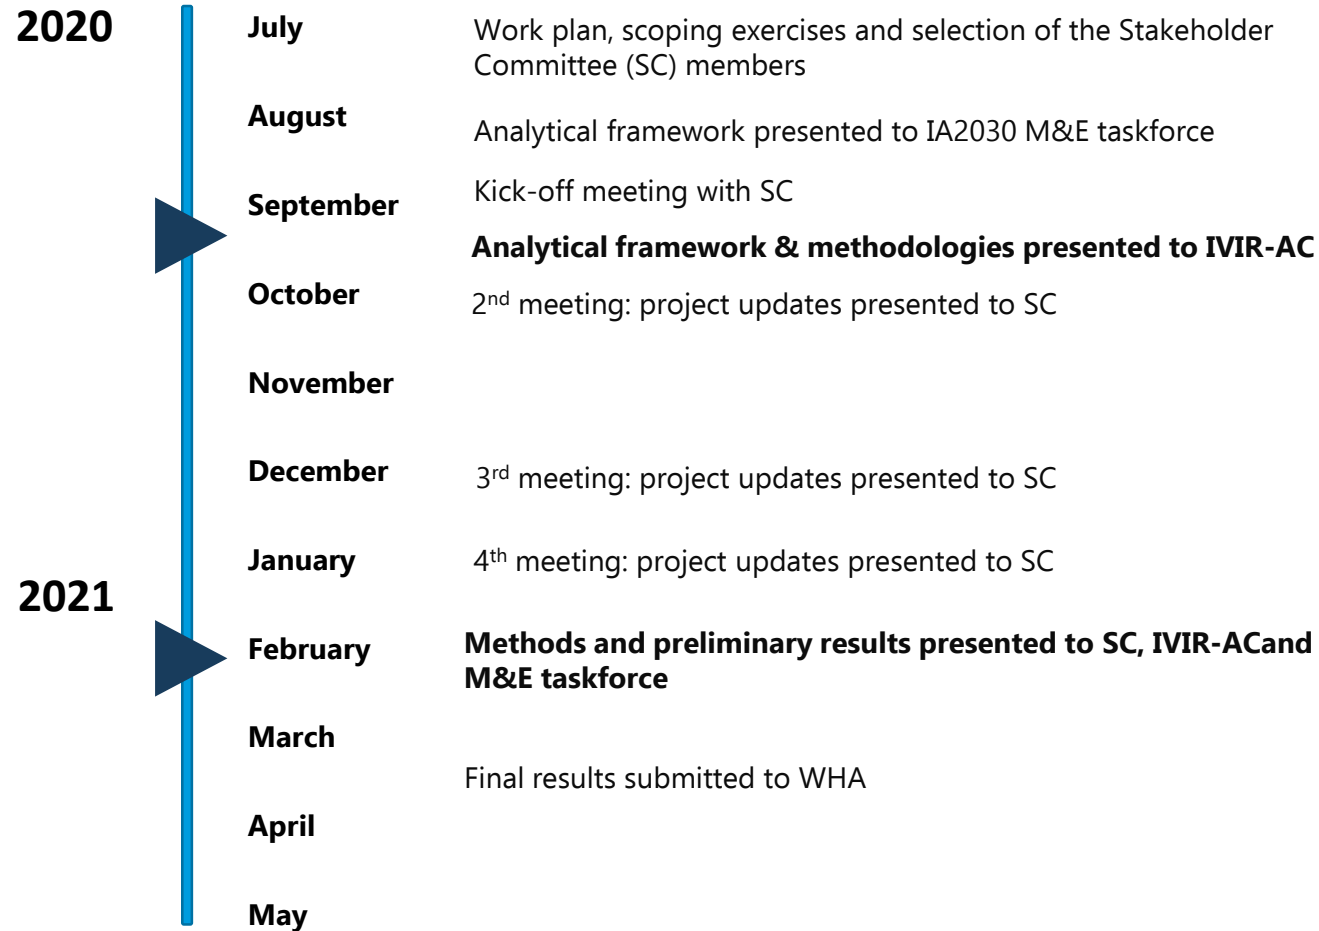 2020
July
Work plan, scoping exercises and selection of the Stakeholder
Committee (SC) members
August
Analytical framework presented to IA2030 M&E taskforce
Kick-off meeting with SC
September
Analytical framework & methodologies presented to IVIR-AC
October
2nd meeting: project updates presented to SC
November
December
3rd meeting: project updates presented to SC
January
4th meeting: project updates presented to SC
2021
February
Methods and preliminary results presented to SC, IVIR-ACand
M&E taskforce
March
Final results submitted to WHA
April
May